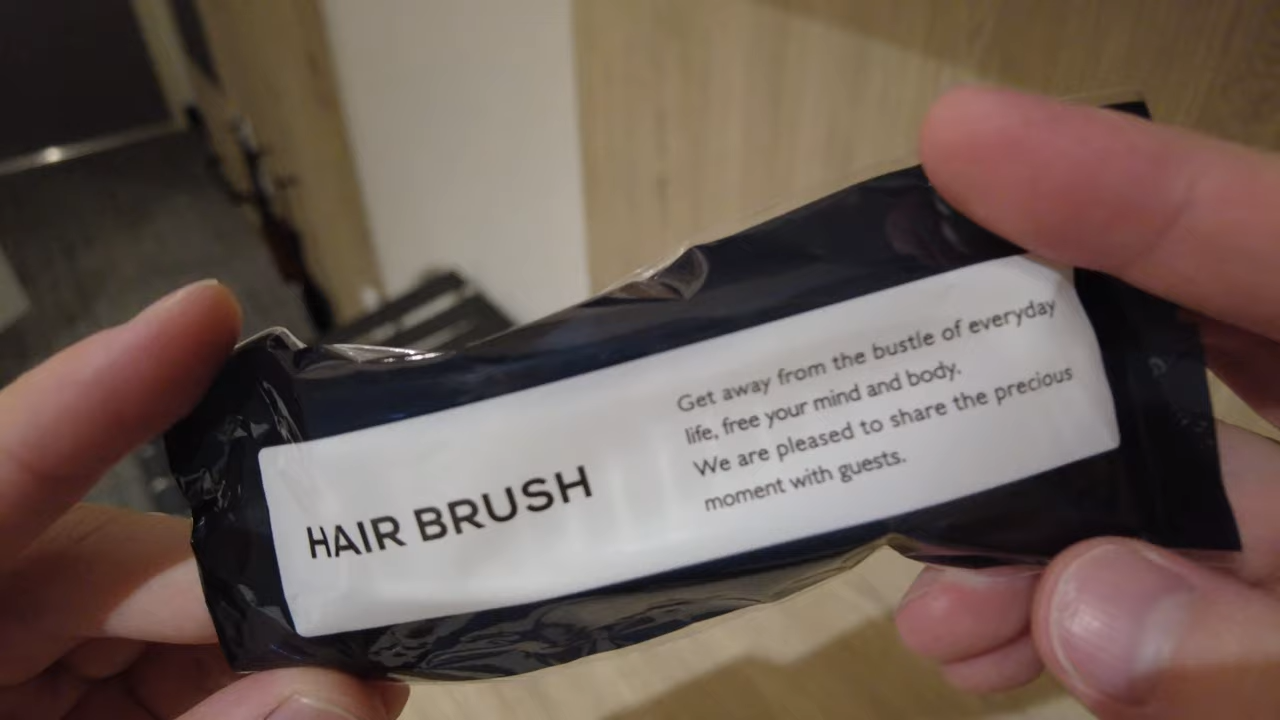 HAIR BRUSH
Get away from the bustle of everyday
life, free your mind and body.
We are pleased to share the precious
moment with guests.